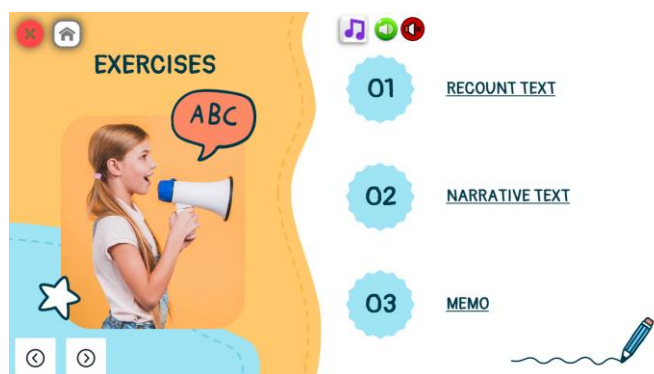 EXERCISES
ABC
01
RECOUNT TEXT
02
NARRATIVE TEXT
03
MEMO